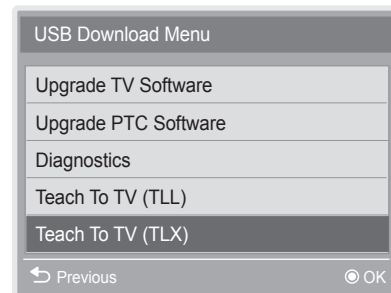 USB Download Menu
Upgrade TV Software
Upgrade PTC Software
Diagnostics
Teach To TV (TLL)
Teach To TV (TLX)
Previous OK